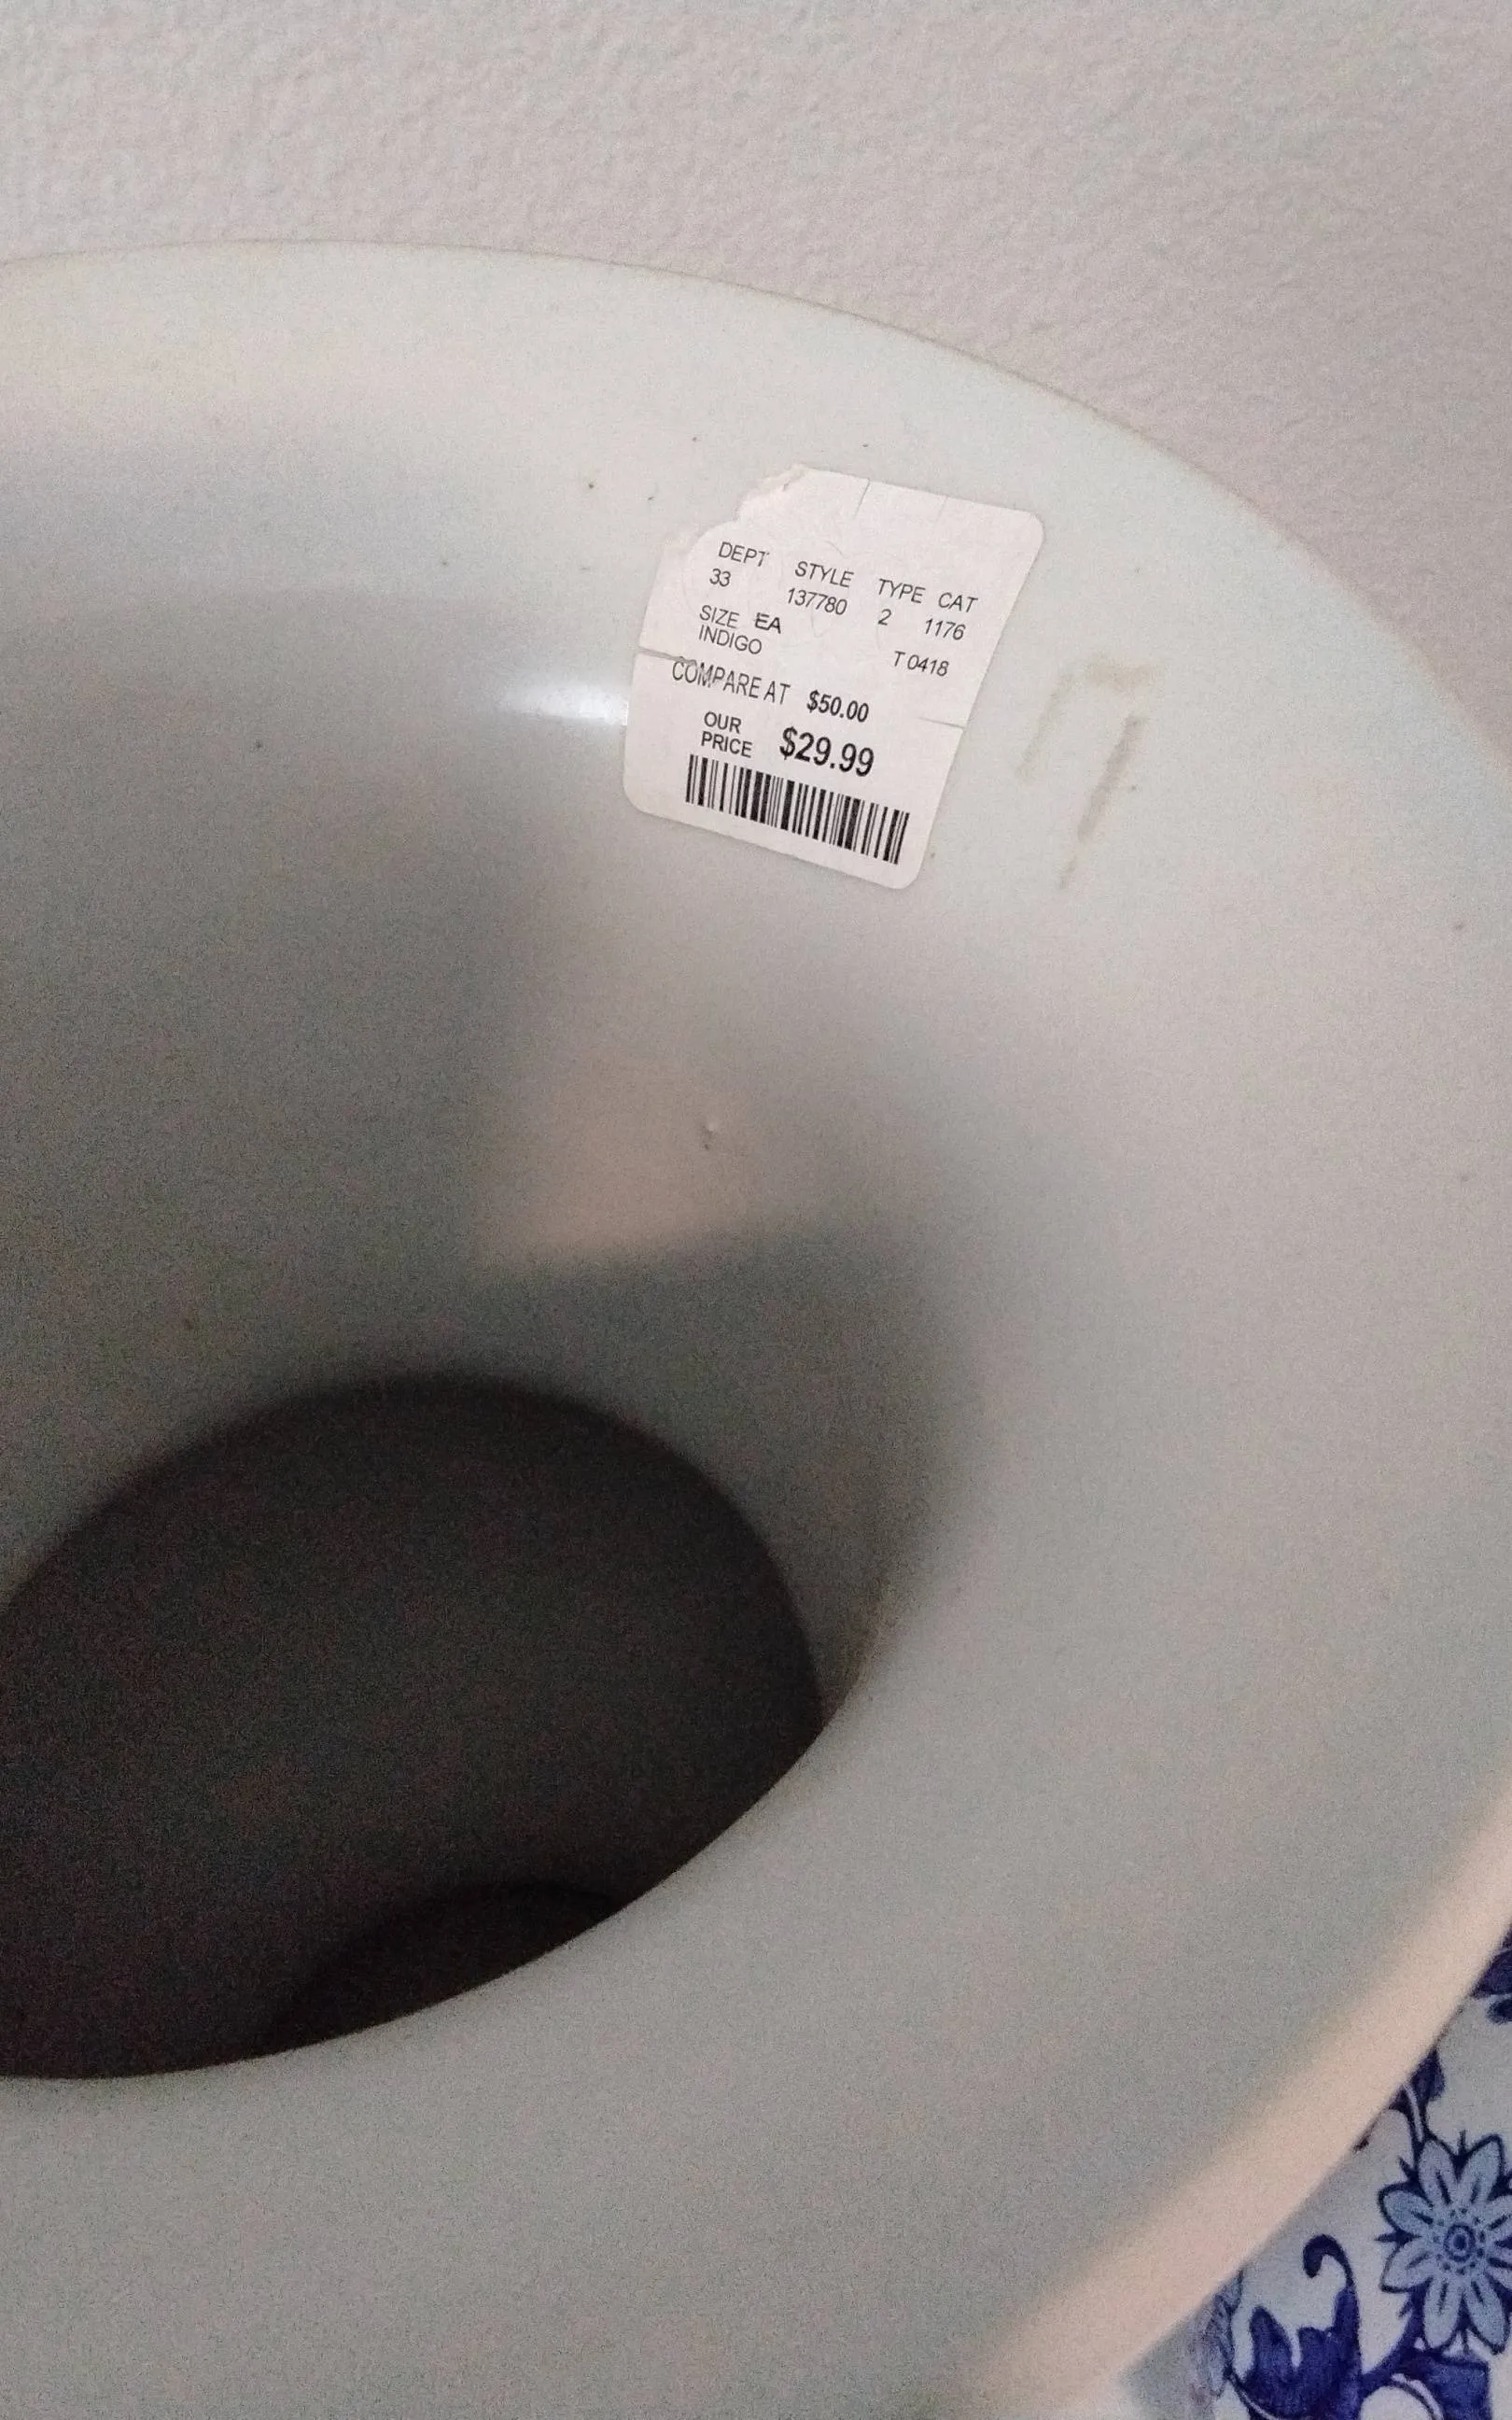 DEPT STYLE TYPE CAT
33 137780 2 1176
SIZE EA
INDIGO T0418
COMPARE AT $50.00
OUR PRICE $29.99